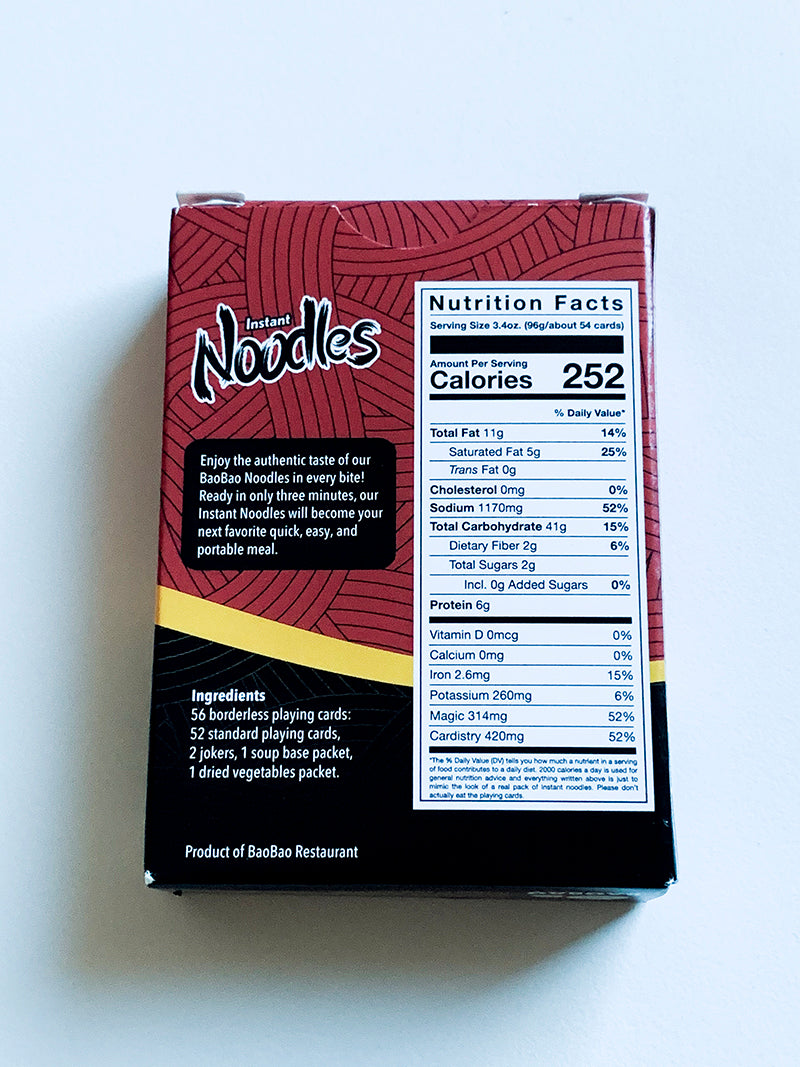 Instant
Noodles
Enjoy the authentic taste of our
BaoBao Noodles in every bite!
Ready in only three minutes, our
Instant Noodles will become your
next favorite quick, easy, and
portable meal.
Ingredients
56 borderless playing cards:
52 standard playing cards,
2 jokers, 1 soup base packet,
1 dried vegetables packet.
Product of BaoBao Restaurant
Nutrition Facts
Serving Size 3.4oz. (96g/about 54 cards)
Amount Per Serving
Calories 252
% Daily Value*
Total Fat 11g 14%
Saturated Fat 5g 25%
Trans Fat 0g
Cholesterol 0mg 0%
Sodium 1170mg 52%
Total Carbohydrate 41g 15%
Dietary Fiber 2g 6%
Total Sugars 2g
Incl. 0g Added Sugars 0%
Protein 6g
Vitamin D 0mcg 0%
Calcium 0mg 0%
Iron 2.6mg 15%
Potassium 260mg 6%
Magic 314mg 52%
Cardistry 420mg 52%
*The % Daily Value (DV) tells you how much a nutrient in a serving
of food contributes to a daily diet. 2000 calories a day is used for
general nutrition advice and everything written above is just to
mimic the look of a real pack of instant noodles. Please don't
actually eat the playing cards.